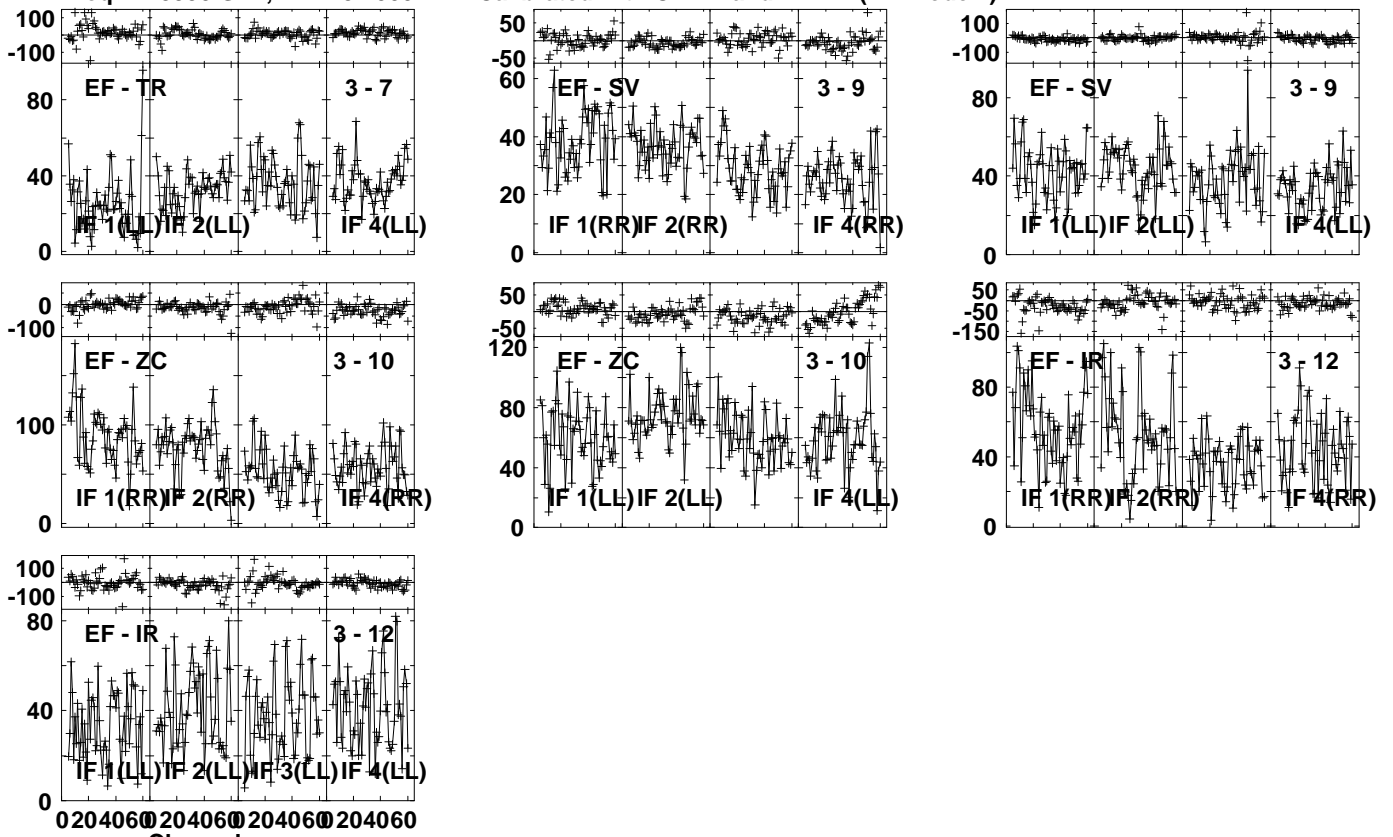 100
-100
EF - TR
3 - 7
80
40
0
IF 1(LL)
IF 2(LL)
IF 4(LL)
50
-50
60
EF - SV
3 - 9
40
20
0
IF 1(RR)
IF 2(RR)
IF 4(RR)
100
-100
EF - SV
3 - 9
80
40
0
IF 1(LL)
IF 2(LL)
IF 4(LL)
0
-100
EF - ZC
3 - 10
100
0
IF 1(RR)
IF 2(RR)
IF 4(RR)
50
-50
120
EF - ZC
3 - 10
80
40
0
IF 1(LL)
IF 2(LL)
IF 4(LL)
50
-50
-150
EF - IR
3 - 12
80
40
0
IF 1(RR)
IF 2(RR)
IF 4(RR)
100
-100
80
EF - IR
3 - 12
40
0
IF 1(LL)
IF 2(LL)
IF 3(LL)
IF 4(LL)
0 20 40 60 0 20 40 60 0 20 40 60 0 20 40 60